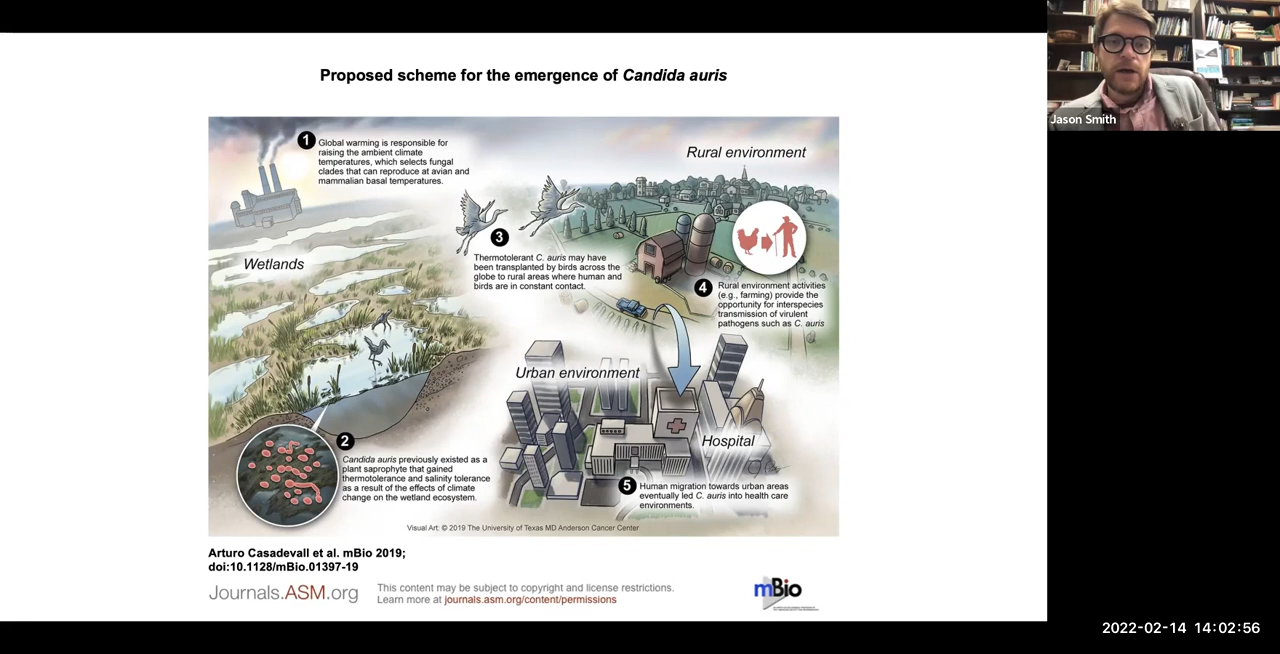 Proposed scheme for the emergence of Candida auris
Jason Smith
1
Global warming is responsible for
raising the ambient climate
temperatures, which selects fungal
clades that can reproduce at avian and
mammalian basal temperatures.
Rural environment
Wetlands
3
Thermotolerant C. auris may have
been transplanted by birds across the
globe to rural areas where human and
birds are in constant contact.
4
Rural environment activities
(e.g., farming) provide the
opportunity for interspecies
transmission of virulent
pathogens such as C. auris
Urban environment
Hospital
2
Candida auris previously existed as a
plant saprophyte that gained
thermotolerance and salinity tolerance
as a result of the effects of climate
change on the wetland ecosystem.
5
Human migration towards urban areas
eventually led C. auris into health care
environments.
Visual Art: © 2019 The University of Texas MD Anderson Cancer Center
Arturo Casadevall et al. mBio 2019;
doi:10.1128/mBio.01397-19
Journals.ASM.org
This content may be subject to copyright and license restrictions.
Learn more at journals.asm.org/content/permissions
mBio
2022-02-14 14:02:56